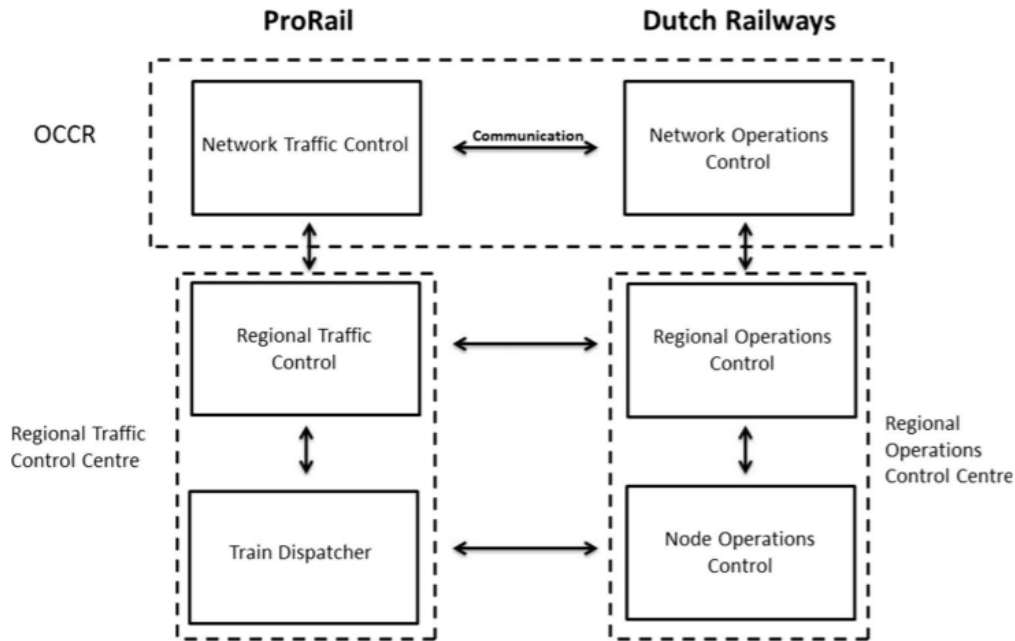 ProRail
Dutch Railways
OCCR
Network Traffic Control
Communication
Network Operations
Control
Regional Traffic
Control
Regional Operations
Control
Regional Traffic
Control Centre
Regional
Operations
Control Centre
Train Dispatcher
Node Operations
Control